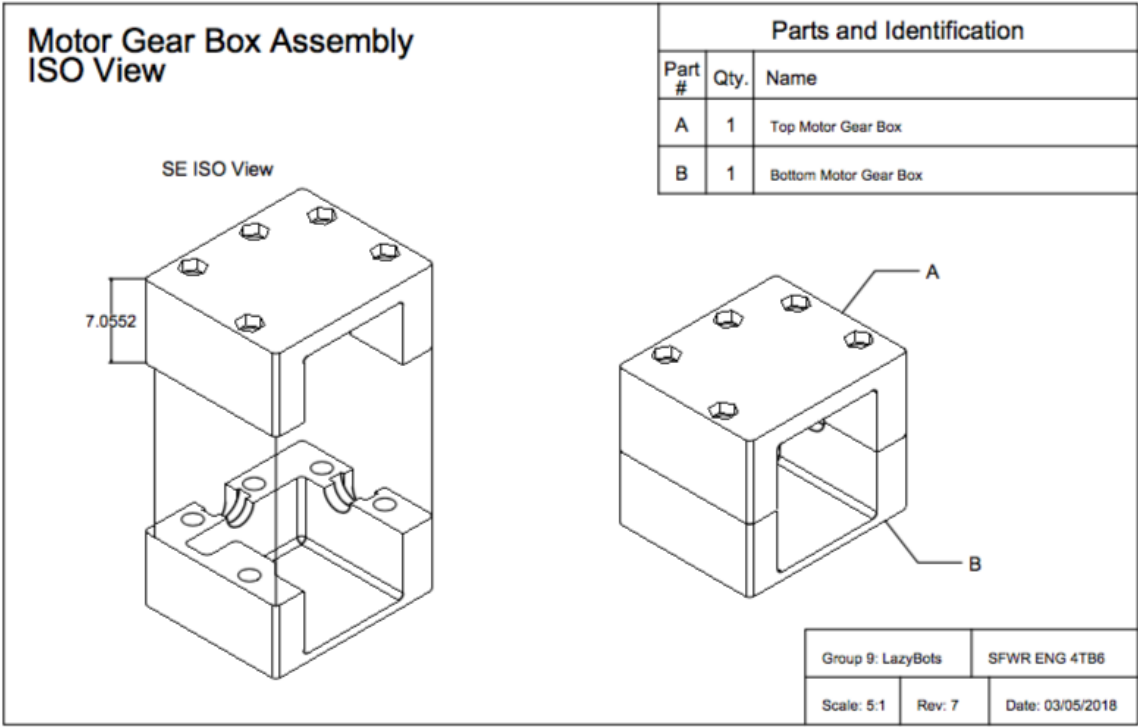 Motor Gear Box Assembly
ISO View
Parts and Identification
Part # Qty. Name
A 1 Top Motor Gear Box
B 1 Bottom Motor Gear Box
SE ISO View
7.0552
A
B
Group 9: LazyBots SFWR ENG 4TB6
Scale: 5:1 Rev: 7 Date: 03/05/2018